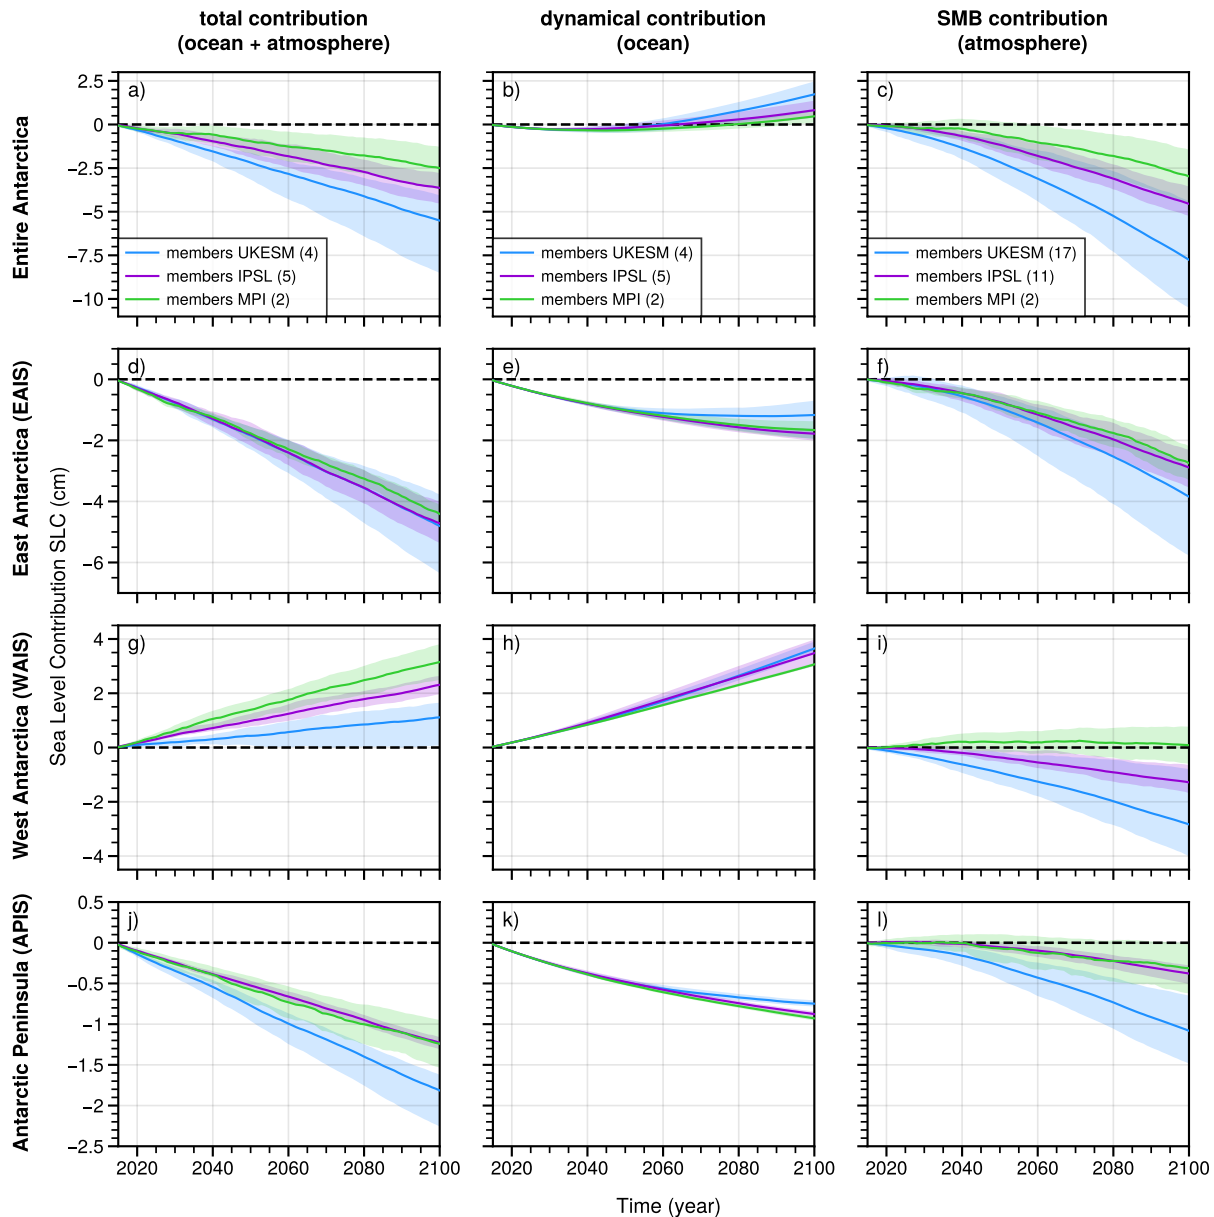 total contribution
(ocean + atmosphere)
dynamical contribution
(ocean)
SMB contribution
(atmosphere)
Entire Antarctica
East Antarctica (EAIS)
West Antarctica (WAIS)
Antarctic Peninsula (APIS)
Sea Level Contribution SLC (cm)
a)
2.5
0
−2.5
−5
−7.5
−10
members UKESM (4)
members IPSL (5)
members MPI (2)
b)
members UKESM (4)
members IPSL (5)
members MPI (2)
c)
members UKESM (17)
members IPSL (11)
members MPI (2)
d)
0
−2
−4
−6
e)
f)
g)
4
2
0
−2
−4
h)
i)
j)
0.5
0
−0.5
−1
−1.5
−2
−2.5
k)
l)
2020 2040 2060 2080 2100
2020 2040 2060 2080 2100
2020 2040 2060 2080 2100
Time (year)